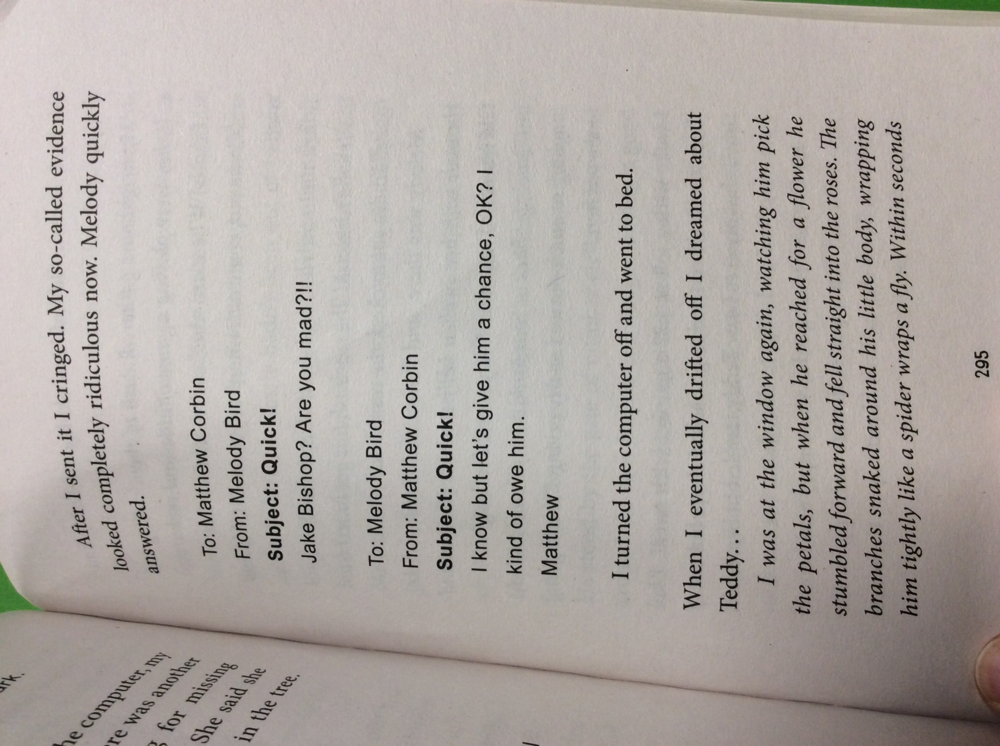 ark.
he computer, my
re was another
for missing
She said she
in the tree.
After I sent it I cringed. My so-called evidence
looked completely ridiculous now. Melody quickly
answered.
To: Matthew Corbin
From: Melody Bird
Subject: Quick!
Jake Bishop? Are you mad?!!
To: Melody Bird
From: Matthew Corbin
Subject: Quick!
I know but let's give him a chance, OK? I
kind of owe him.
Matthew
I turned the computer off and went to bed.
When I eventually drifted off I dreamed about
Teddy...
I was at the window again, watching him pick
the petals, but when he reached for a flower he
stumbled forward and fell straight into the roses. The
branches snaked around his little body, wrapping
him tightly like a spider wraps a fly. Within seconds
295